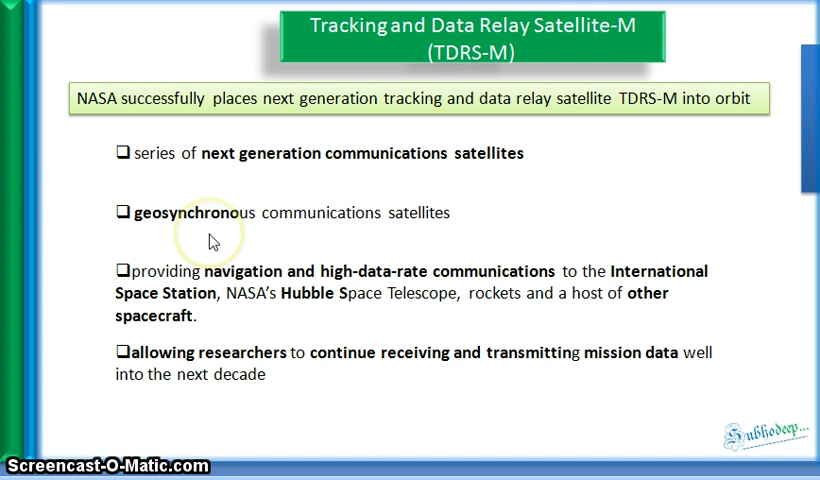 Tracking and Data Relay Satellite-M
(TDRS-M)
NASA successfully places next generation tracking and data relay satellite TDRS-M into orbit
series of next generation communications satellites
geosynchronous communications satellites
providing navigation and high-data-rate communications to the International
Space Station, NASA's Hubble Space Telescope, rockets and a host of other
spacecraft.
allowing researchers to continue receiving and transmitting mission data well
into the next decade
Subhodeep...
Screencast-O-Matic.com